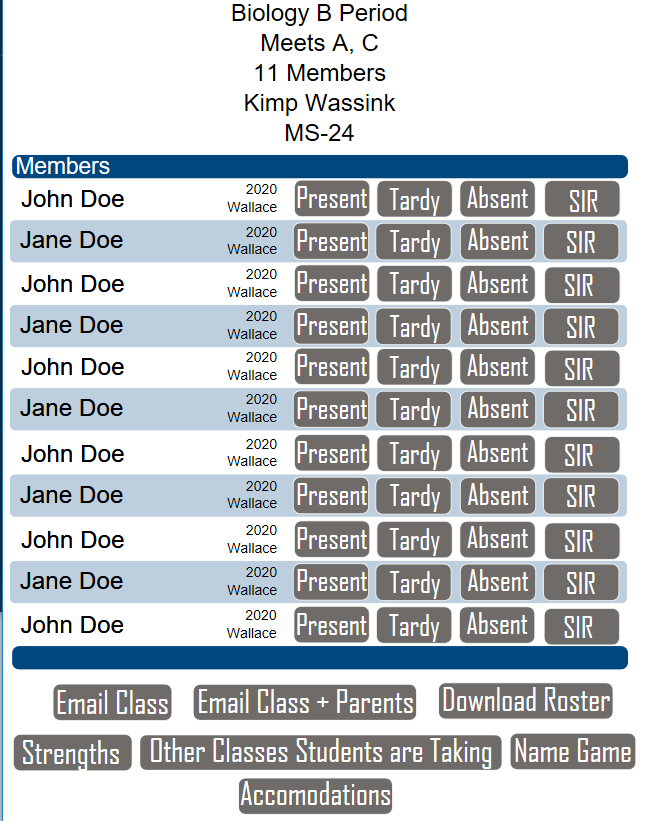 Biology B Period
Meets A, C
11 Members
Kimp Wassink
MS-24
Members
John Doe 2020 Wallace Present Tardy Absent SIR
Jane Doe 2020 Wallace Present Tardy Absent SIR
John Doe 2020 Wallace Present Tardy Absent SIR
Jane Doe 2020 Wallace Present Tardy Absent SIR
John Doe 2020 Wallace Present Tardy Absent SIR
Jane Doe 2020 Wallace Present Tardy Absent SIR
John Doe 2020 Wallace Present Tardy Absent SIR
Jane Doe 2020 Wallace Present Tardy Absent SIR
John Doe 2020 Wallace Present Tardy Absent SIR
Jane Doe 2020 Wallace Present Tardy Absent SIR
John Doe 2020 Wallace Present Tardy Absent SIR
Email Class Email Class + Parents Download Roster
Strengths Other Classes Students are Taking Name Game
Accomodations